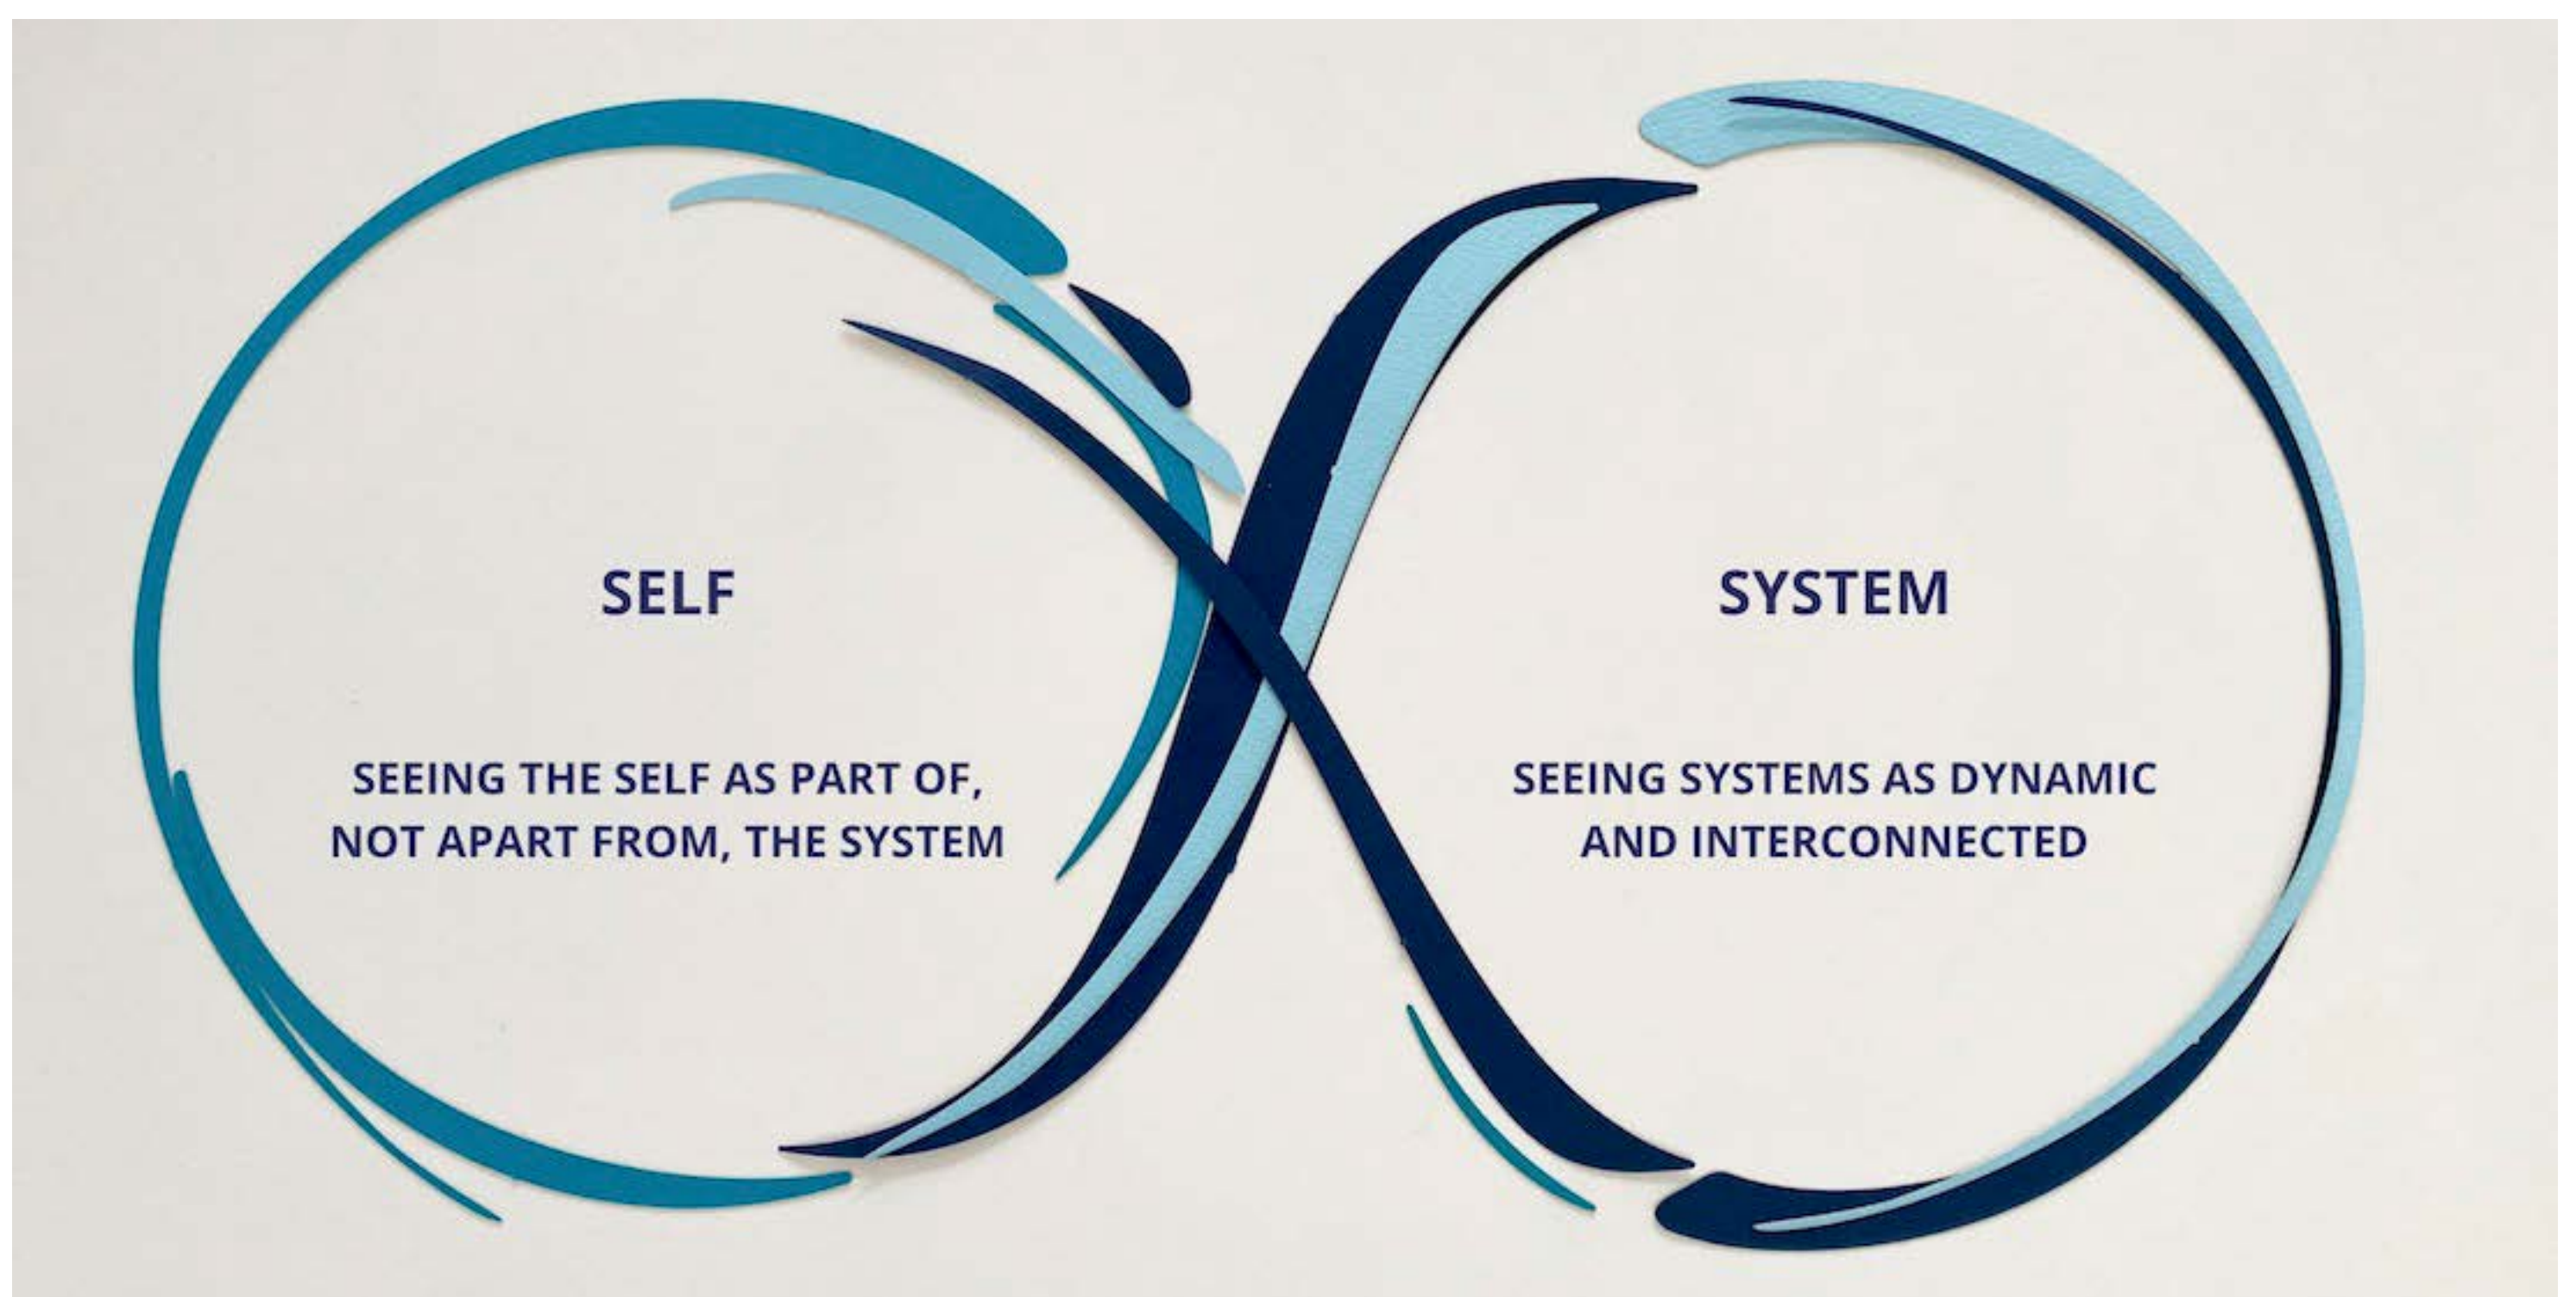 SELF
SEEING THE SELF AS PART OF,
NOT APART FROM, THE SYSTEM
SYSTEM
SEEING SYSTEMS AS DYNAMIC
AND INTERCONNECTED